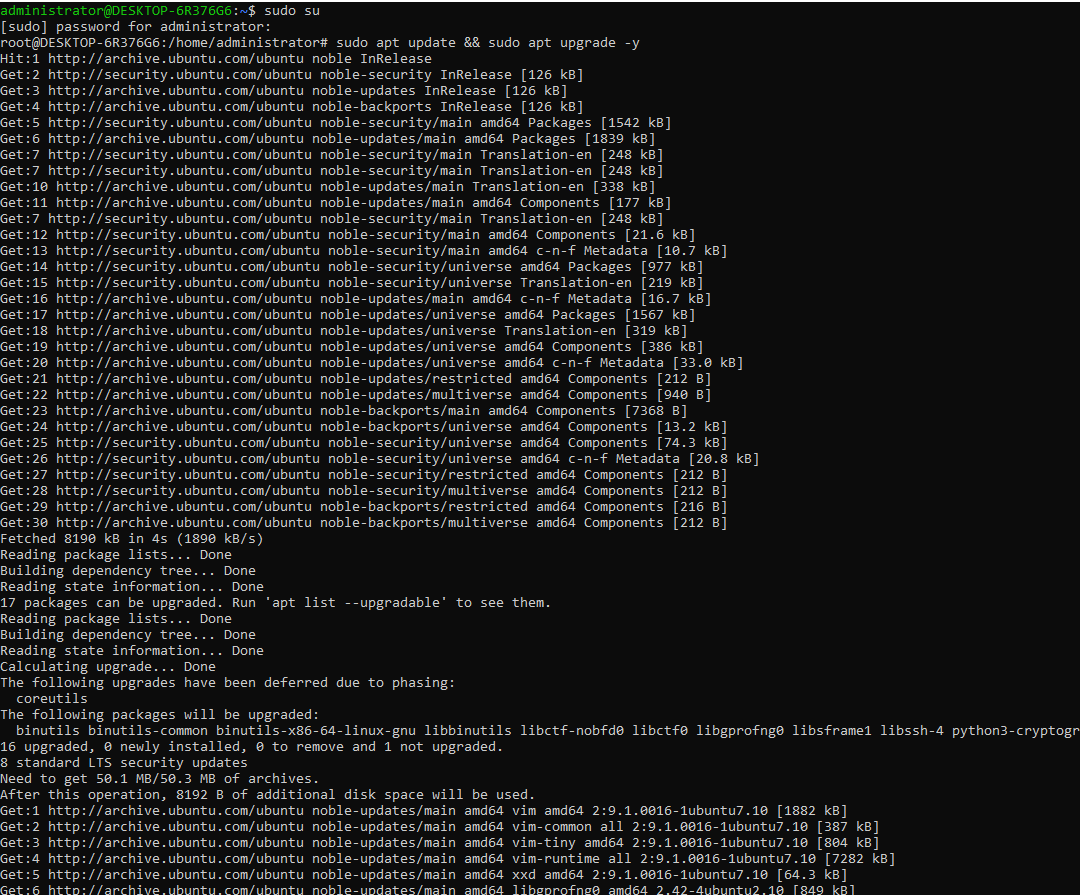 administrator@DESKTOP-6R376G6:~$ sudo su
[sudo] password for administrator:
root@DESKTOP-6R376G6:/home/administrator# sudo apt update && sudo apt upgrade -y
Hit:1 http://archive.ubuntu.com/ubuntu noble InRelease
Get:2 http://security.ubuntu.com/ubuntu noble-security InRelease [126 kB]
Get:3 http://archive.ubuntu.com/ubuntu noble-updates InRelease [126 kB]
Get:4 http://archive.ubuntu.com/ubuntu noble-backports InRelease [126 kB]
Get:5 http://security.ubuntu.com/ubuntu noble-security/main amd64 Packages [1542 kB]
Get:6 http://archive.ubuntu.com/ubuntu noble-updates/main amd64 Packages [1839 kB]
Get:7 http://security.ubuntu.com/ubuntu noble-security/main Translation-en [248 kB]
Get:7 http://security.ubuntu.com/ubuntu noble-security/main Translation-en [248 kB]
Get:10 http://archive.ubuntu.com/ubuntu noble-updates/main Translation-en [338 kB]
Get:11 http://archive.ubuntu.com/ubuntu noble-updates/main amd64 Components [177 kB]
Get:7 http://security.ubuntu.com/ubuntu noble-security/main Translation-en [248 kB]
Get:12 http://security.ubuntu.com/ubuntu noble-security/main amd64 Components [21.6 kB]
Get:13 http://security.ubuntu.com/ubuntu noble-security/main amd64 c-n-f Metadata [10.7 kB]
Get:14 http://security.ubuntu.com/ubuntu noble-security/universe amd64 Packages [977 kB]
Get:15 http://security.ubuntu.com/ubuntu noble-security/universe Translation-en [219 kB]
Get:16 http://archive.ubuntu.com/ubuntu noble-updates/main amd64 c-n-f Metadata [16.7 kB]
Get:17 http://archive.ubuntu.com/ubuntu noble-updates/universe amd64 Packages [1567 kB]
Get:18 http://archive.ubuntu.com/ubuntu noble-updates/universe Translation-en [319 kB]
Get:19 http://archive.ubuntu.com/ubuntu noble-updates/universe amd64 Components [386 kB]
Get:20 http://archive.ubuntu.com/ubuntu noble-updates/universe amd64 c-n-f Metadata [33.0 kB]
Get:21 http://archive.ubuntu.com/ubuntu noble-updates/restricted amd64 Components [212 B]
Get:22 http://archive.ubuntu.com/ubuntu noble-updates/multiverse amd64 Components [940 B]
Get:23 http://archive.ubuntu.com/ubuntu noble-backports/main amd64 Components [7368 B]
Get:24 http://archive.ubuntu.com/ubuntu noble-backports/universe amd64 Components [13.2 kB]
Get:25 http://security.ubuntu.com/ubuntu noble-security/universe amd64 Components [74.3 kB]
Get:26 http://security.ubuntu.com/ubuntu noble-security/universe amd64 c-n-f Metadata [20.8 kB]
Get:27 http://security.ubuntu.com/ubuntu noble-security/restricted amd64 Components [212 B]
Get:28 http://security.ubuntu.com/ubuntu noble-security/multiverse amd64 Components [212 B]
Get:29 http://archive.ubuntu.com/ubuntu noble-backports/restricted amd64 Components [216 B]
Get:30 http://archive.ubuntu.com/ubuntu noble-backports/multiverse amd64 Components [212 B]
Fetched 8190 kB in 4s (1890 kB/s)
Reading package lists... Done
Building dependency tree... Done
Reading state information... Done
17 packages can be upgraded. Run 'apt list --upgradable' to see them.
Reading package lists... Done
Building dependency tree... Done
Reading state information... Done
Calculating upgrade... Done
The following upgrades have been deferred due to phasing:
  coreutils
The following packages will be upgraded:
  binutils binutils-common binutils-x86-64-linux-gnu libbinutils libctf-nobfd0 libctf0 libgprofng0 libsframe1 libssh-4 python3-cryptogr
16 upgraded, 0 newly installed, 0 to remove and 1 not upgraded.
8 standard LTS security updates
Need to get 50.1 MB/50.3 MB of archives.
After this operation, 8192 B of additional disk space will be used.
Get:1 http://archive.ubuntu.com/ubuntu noble-updates/main amd64 vim amd64 2:9.1.0016-1ubuntu7.10 [1882 kB]
Get:2 http://archive.ubuntu.com/ubuntu noble-updates/main amd64 vim-common all 2:9.1.0016-1ubuntu7.10 [387 kB]
Get:3 http://archive.ubuntu.com/ubuntu noble-updates/main amd64 vim-tiny amd64 2:9.1.0016-1ubuntu7.10 [804 kB]
Get:4 http://archive.ubuntu.com/ubuntu noble-updates/main amd64 vim-runtime all 2:9.1.0016-1ubuntu7.10 [7282 kB]
Get:5 http://archive.ubuntu.com/ubuntu noble-updates/main amd64 xxd amd64 2:9.1.0016-1ubuntu7.10 [64.3 kB]
Get:6 http://archive.ubuntu.com/ubuntu noble-updates/main amd64 libgprofng0 amd64 2.42-4ubuntu2.10 [849 kB]